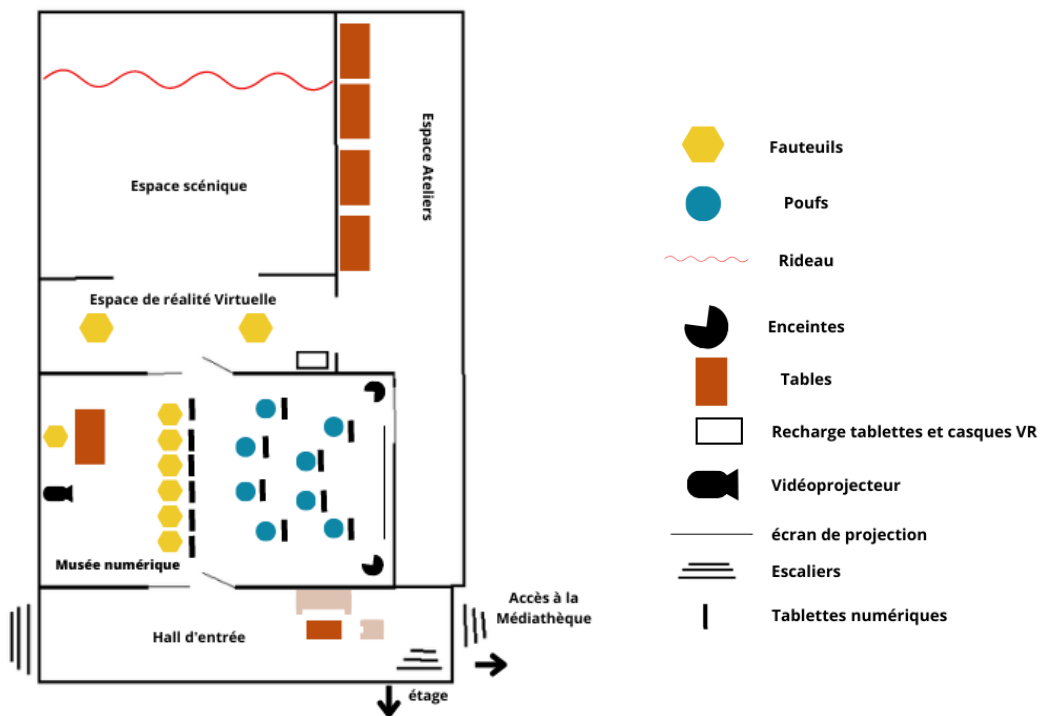 Espace scénique
Espace Ateliers
Espace de réalité Virtuelle
Musée numérique
Hall d'entrée
Accès à la
Médiathèque
étage
Fauteuils
Poufs
Rideau
Enceintes
Tables
Recharge tablettes et casques VR
Vidéoprojecteur
écran de projection
Escaliers
Tablettes numériques